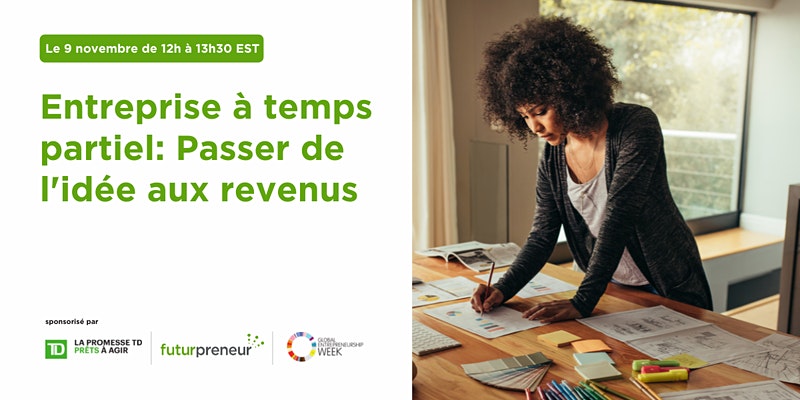 Le 9 novembre de 12h à 13h30 EST
Entreprise à temps
partiel: Passer de
l'idée aux revenus
sponsorisé par
TD
LA PROMESSE TD
PRÊTS À AGIR
futurpreneur
GLOBAL
ENTREPRENEURSHIP
WEEK